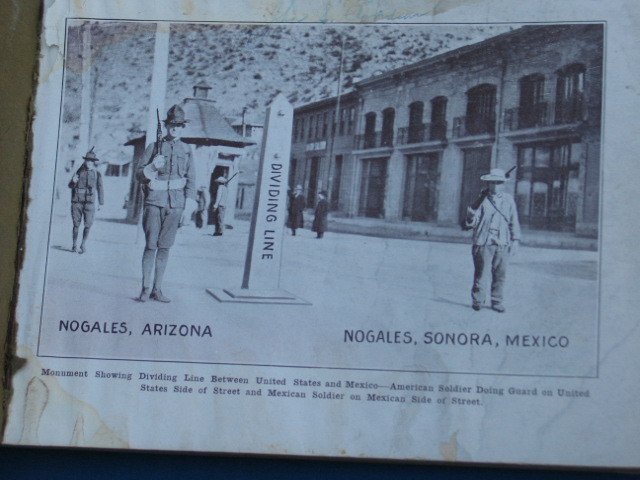 DIVIDING LINE
NOGALES, ARIZONA
NOGALES, SONORA, MEXICO
Monument Showing Dividing Line Between United States and Mexico—American Soldier Doing Guard on United
States Side of Street and Mexican Soldier on Mexican Side of Street.